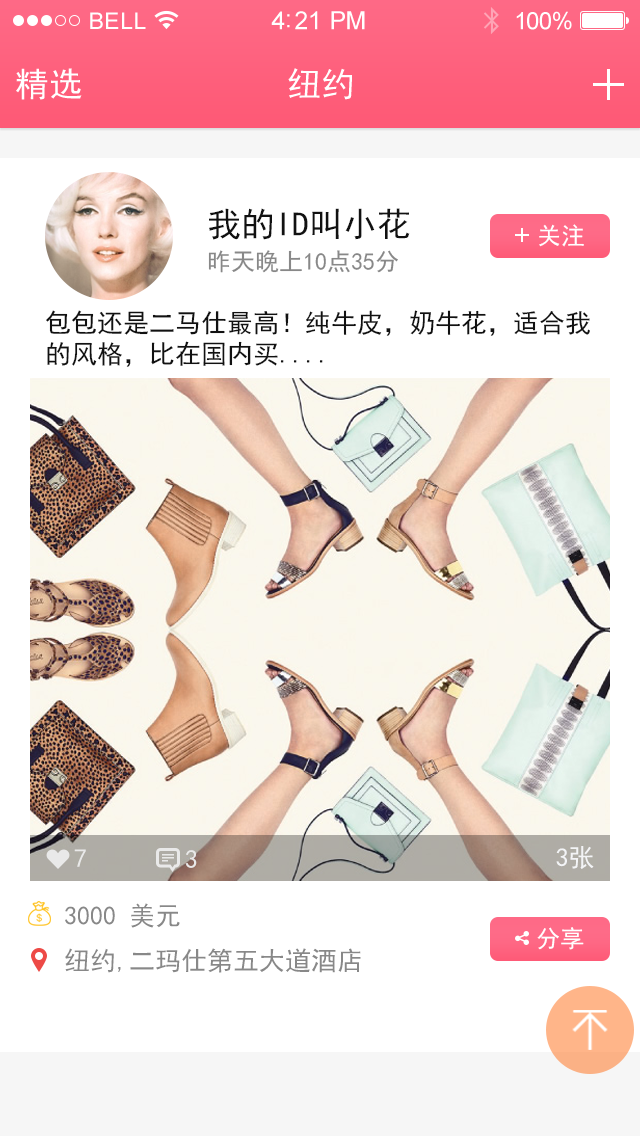 BELL 4:21 PM 100%
精选 纽约
我的ID叫小花
昨天晚上10点35分
+ 关注
包包还是二马仕最高！纯牛皮，奶牛花，适合我
的风格，比在国内买....
7 3 3张
3000 美元
纽约,二玛仕第五大道酒店
分享